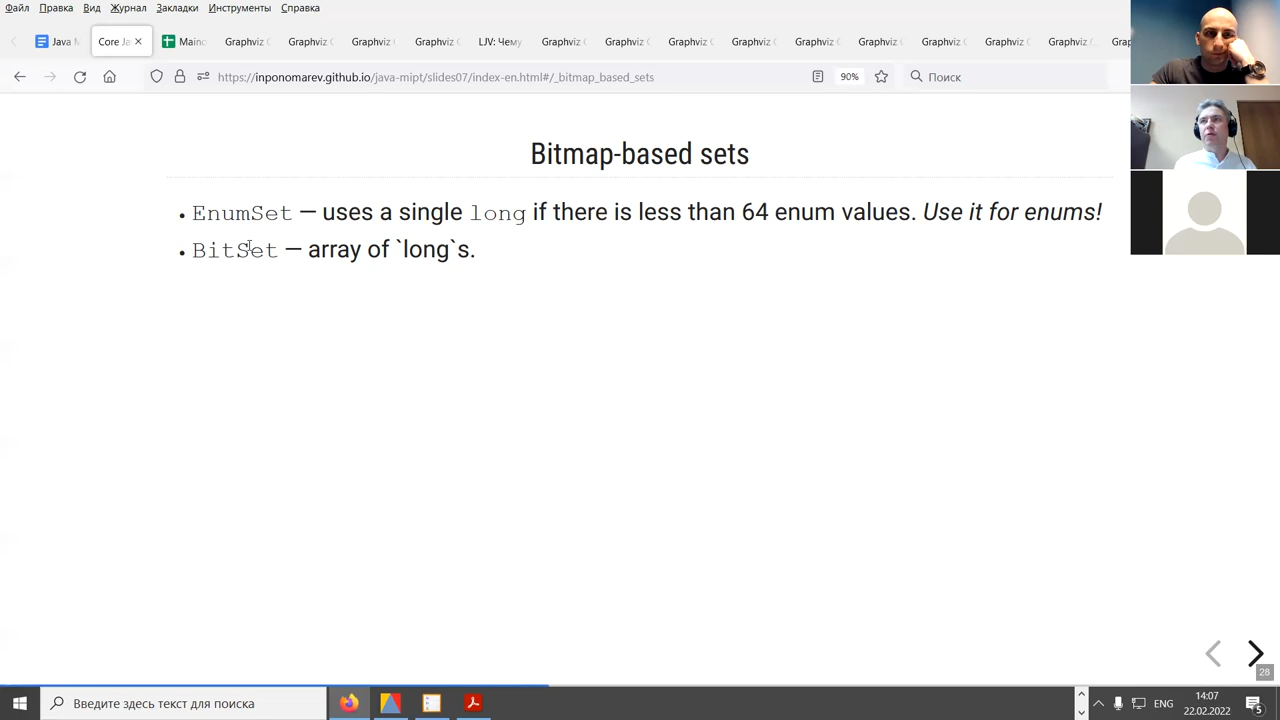 Файл Правка Вид Журнал Закладки Инструменты Справка
Java M Core Ja Mainc Graphviz Graphviz Graphviz Graphviz LJV: Че Graphviz Graphviz Graphviz Graphviz Graphviz Graphviz Graphviz Graphviz Graphviz Grap
https://inponomarev.github.io/java-mipt/slides07/index-en.html#/_bitmap_based_sets 90% Поиск
Bitmap-based sets
• EnumSet — uses a single long if there is less than 64 enum values. Use it for enums!
• BitSet — array of `long`s.
28
Введите здесь текст для поиска ENG 14:07
22.02.2022 5